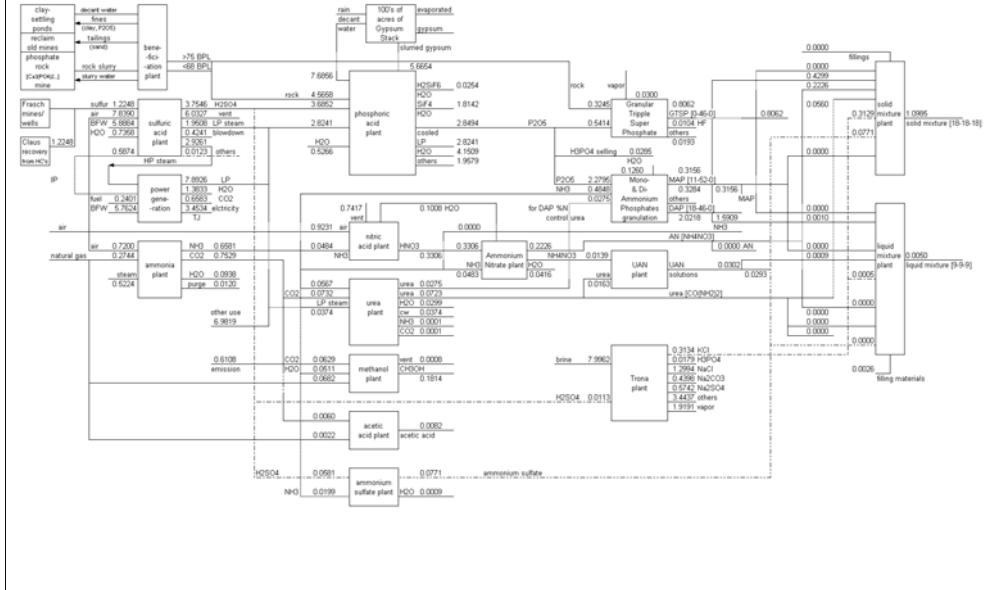 clay-
settling
ponds
reclaim
old mines
phosphate
rock
[Ca3(PO4)2..]
mine
decant water
fines
(clay, P2O5)
tailings
(sand)
rock slurry
slurry water
bene-
-fici-
-ation
plant
>75 BPL
<68 BPL
rain
decant
water
100's of
acres of
Gypsum
Stack
evaporated
gypsum
slurried gypsum
7.6856
5.6654
rock 4.5658
3.6852
2.8241
H2O
0.5266
phosphoric
acid
plant
H2SiF6 0.0254
H2O
SiF4 1.8142
H2O
2.8494
cooled
LP 2.8241
H2O 4.1509
others 1.9579
Frasch
mines/
wells
Claus
recovery
from HC's
1.2248
sulfur 1.2248
air 7.8390
BFW 5.8884
H2O 0.7358
0.5874
sulfuric
acid
plant
3.7546 H2SO4
6.0327 vent
1.9508 LP steam
0.4241 blowdown
2.9261
0.0123 others
HP steam
IP
fuel 0.2401
BFW 5.7624
power
gene-
-ration
7.8926 LP
1.3833 H2O
0.6583 CO2
3.4534 elctricity
TJ
air
air 0.7200
natural gas 0.2744
steam
0.5224
ammonia
plant
NH3 0.6581
CO2 0.7529
H2O 0.0938
purge 0.0120
other use
6.9819
0.6108
emission
0.7417
vent
0.1008 H2O
0.9231 air
0.0484
NH3
nitric
acid plant
HNO3
0.3306
0.0000
0.3306
NH3
0.0483
Ammonium
Nitrate plant
0.2226
NH4NO3
H2O
0.0416
0.0139
0.0567
CO2 0.0732
LP steam
0.0374
urea
plant
urea 0.0275
urea 0.0723
H2O 0.0299
cw 0.0374
NH3 0.0001
CO2 0.0001
CO2 0.0629
H2O 0.0511
0.0682
methanol
plant
vent 0.0008
CH3OH
0.1814
0.0060
0.0022
acetic
acid plant
0.0082
acetic acid
H2SO4 0.0581
NH3 0.0199
ammonium
sulfate plant
0.0771 ammonium sulfate
H2O 0.0009
rock vapor
0.0300
0.3245
P2O5 0.5414
Granular
Tripple
Super
Phosphate
0.8062
GTSP [0-46-0]
0.0104 HF
others
0.0193
0.8062
H3PO4 selling 0.0285
H2O
0.1260
P2O5 2.2795
NH3 0.4848
0.0275
for DAP %N
control urea
Mono-
& Di-
Ammonium
Phosphates
granulation
0.3156
MAP [11-52-0]
0.3284 0.3156
others MAP
DAP [18-46-0]
2.0218 1.5909
NH3
AN [NH4NO3]
0.0000 AN
urea
0.0163
UAN
plant
UAN 0.0302
solutions 0.0293
urea [CO(NH2)2]
brine 7.9962
H2SO4 0.0113
Trona
plant
0.3134 KCl
0.0179 H3PO4
1.2994 NaCl
0.4398 Na2CO3
0.5742 Na2SO4
3.4437 others
1.9191 vapor
0.0000
fillings
0.0000
0.4299
0.2226
0.0560
0.3129
0.0771
0.0000
solid
mixture
plant
1.0985
solid mixture [18-18-18]
0.0000
0.0010
0.0000
0.0009
0.0005
0.0000
0.0000
0.0000
0.0000
liquid
mixture
plant
0.0050
liquid mixture [9-9-9]
0.0026
filling materials